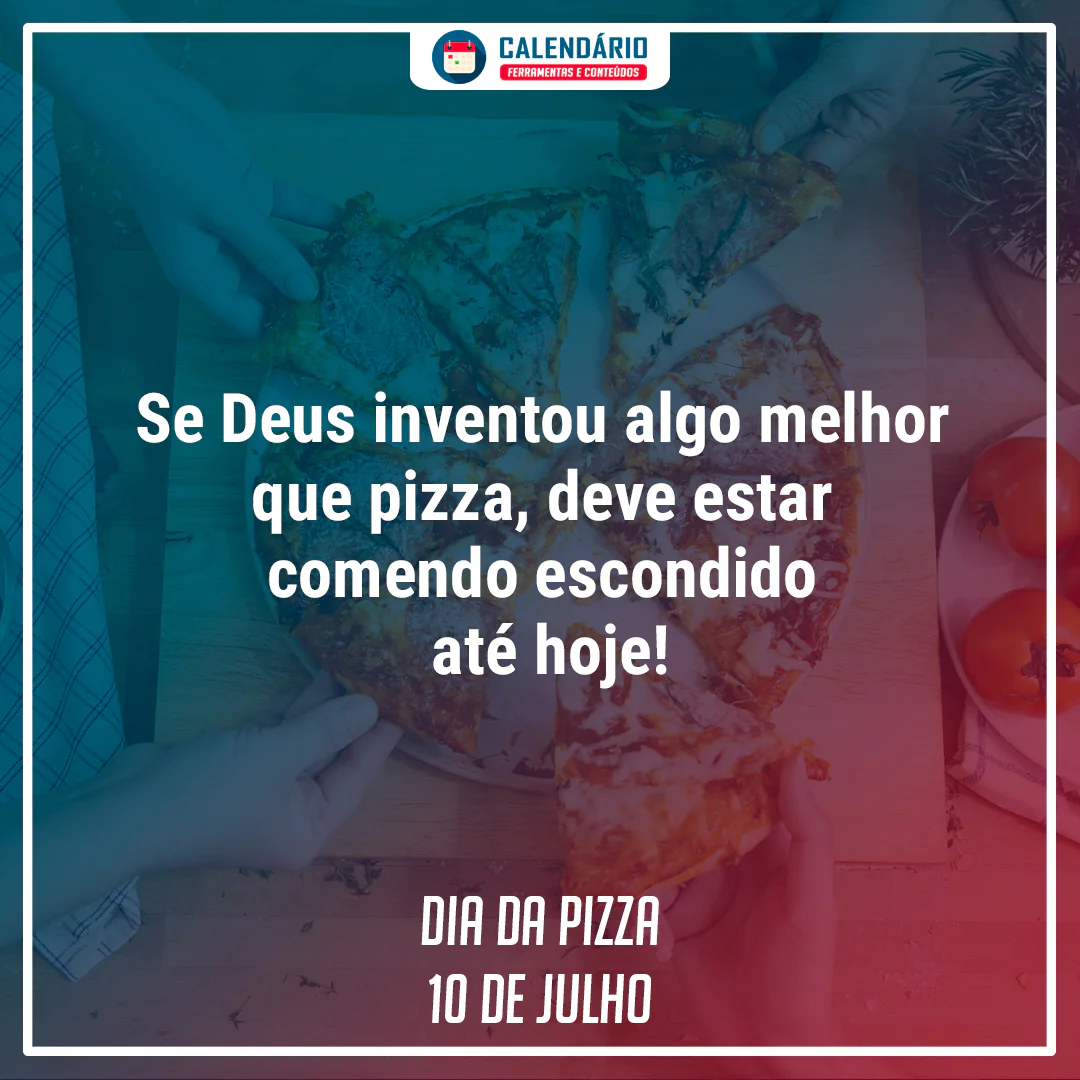 CALENDÁRIO
FERRAMENTAS E CONTEÚDOS
Se Deus inventou algo melhor
que pizza, deve estar
comendo escondido
até hoje!
DIA DA PIZZA
10 DE JULHO